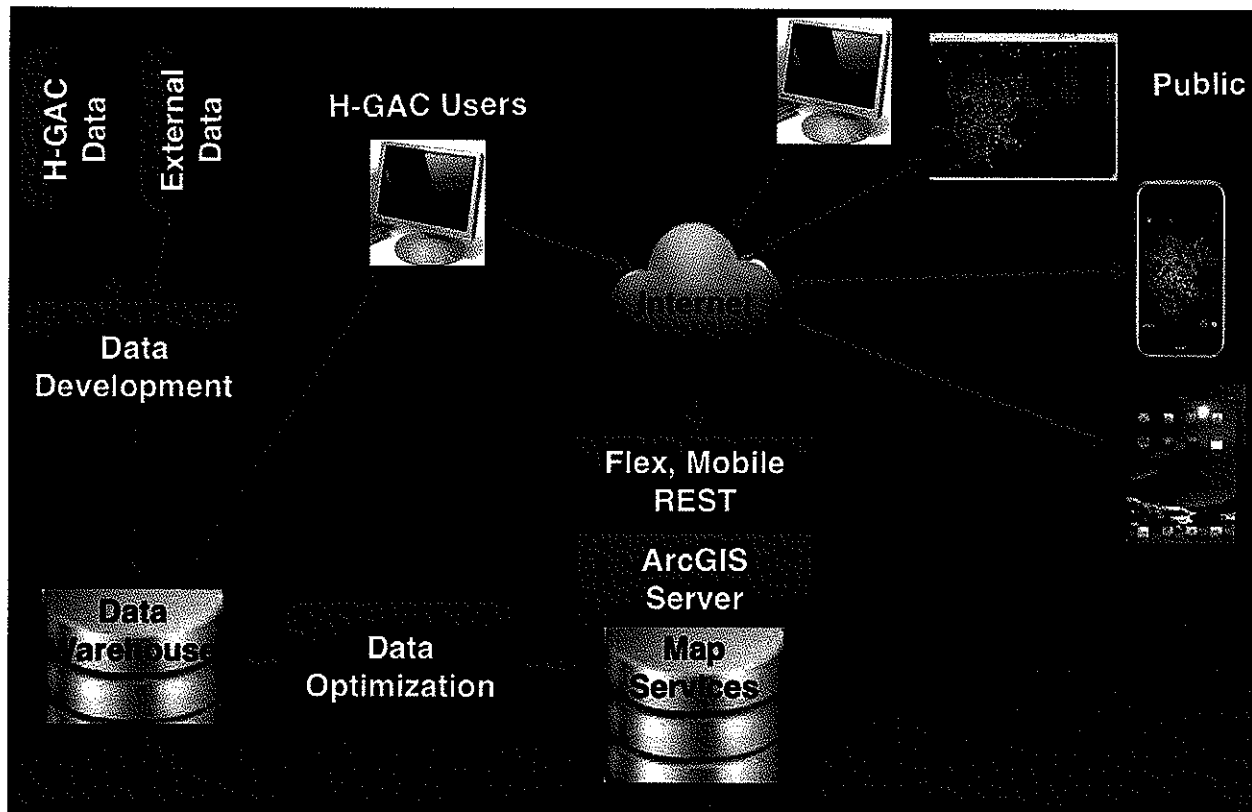 H-GAC
Data
External
Data
H-GAC Users
Public
Internet
Data
Development
Flex, Mobile
REST
ArcGIS
Server
Data
Warehouse
Data
Optimization
Map
Services